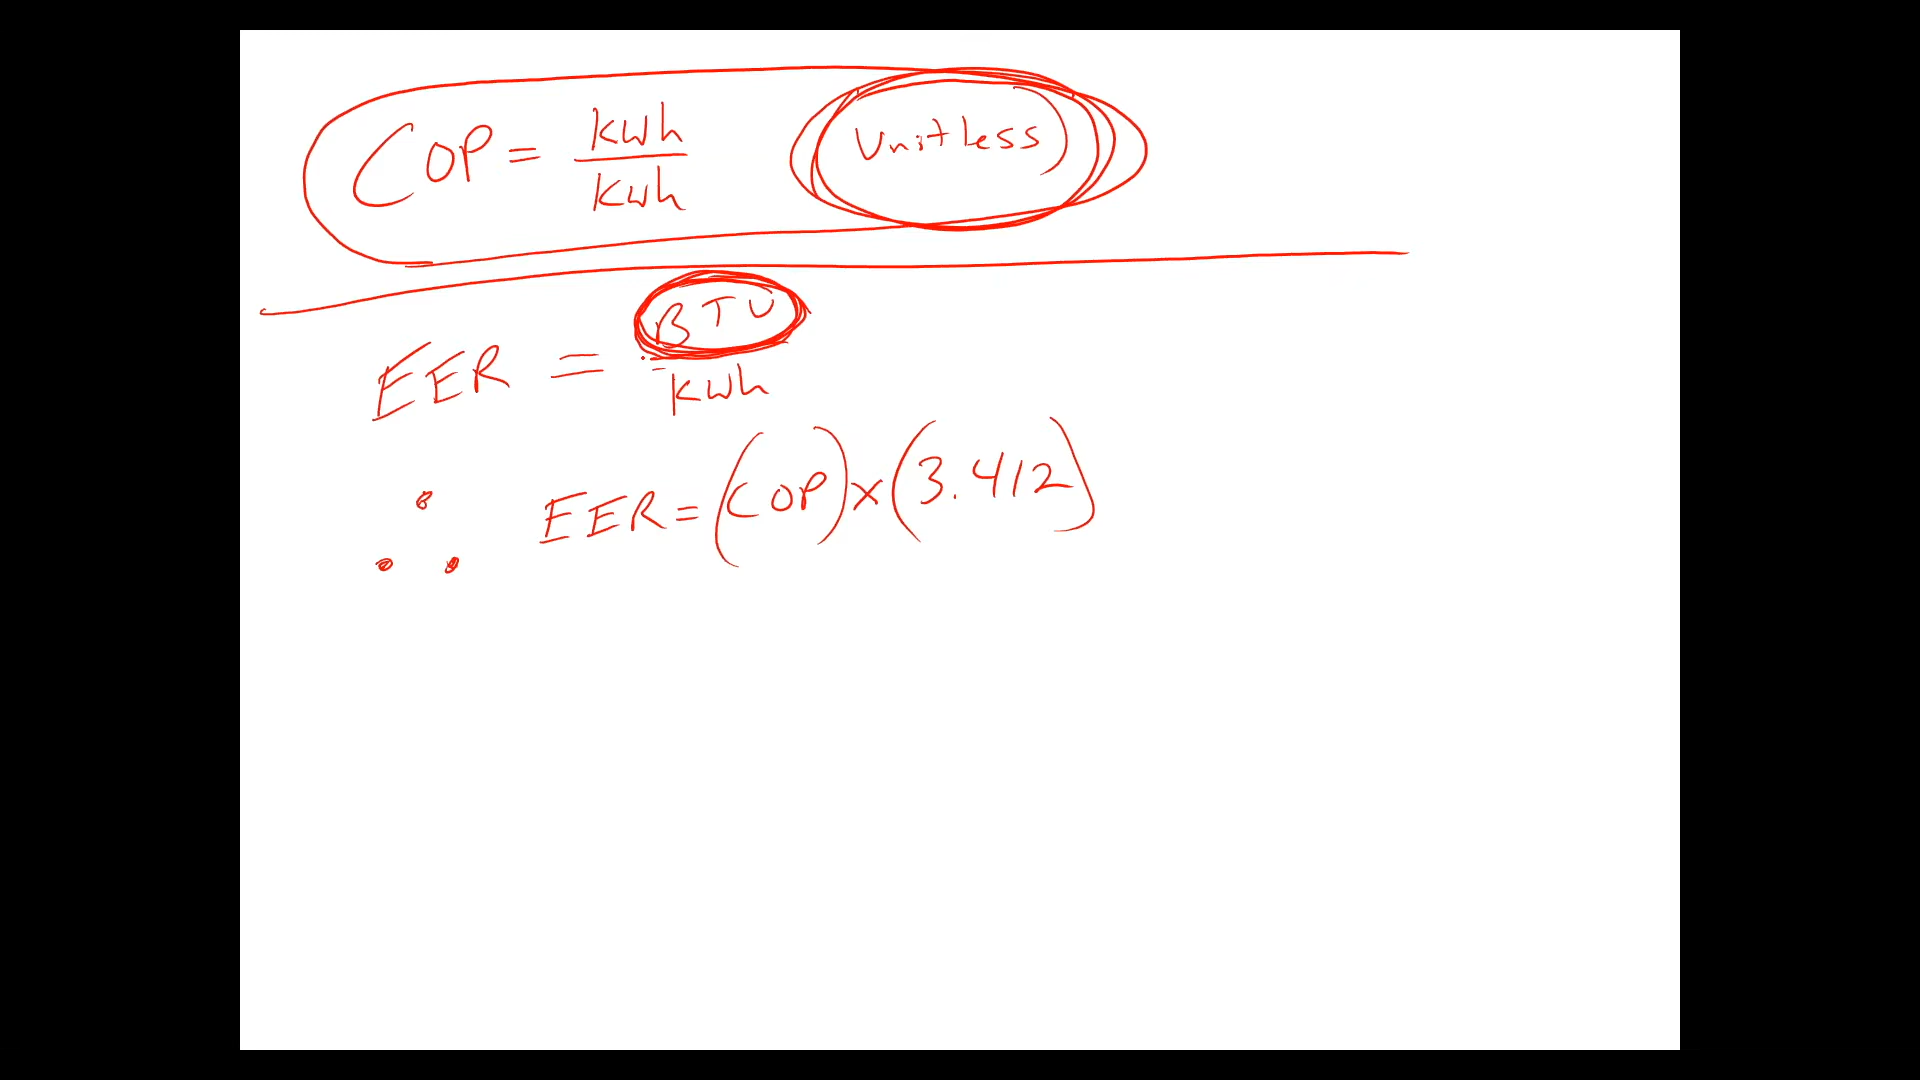 COP = kwh/kwh Unitless
EER = BTU/kwh
∴ EER = (COP) x (3.412)